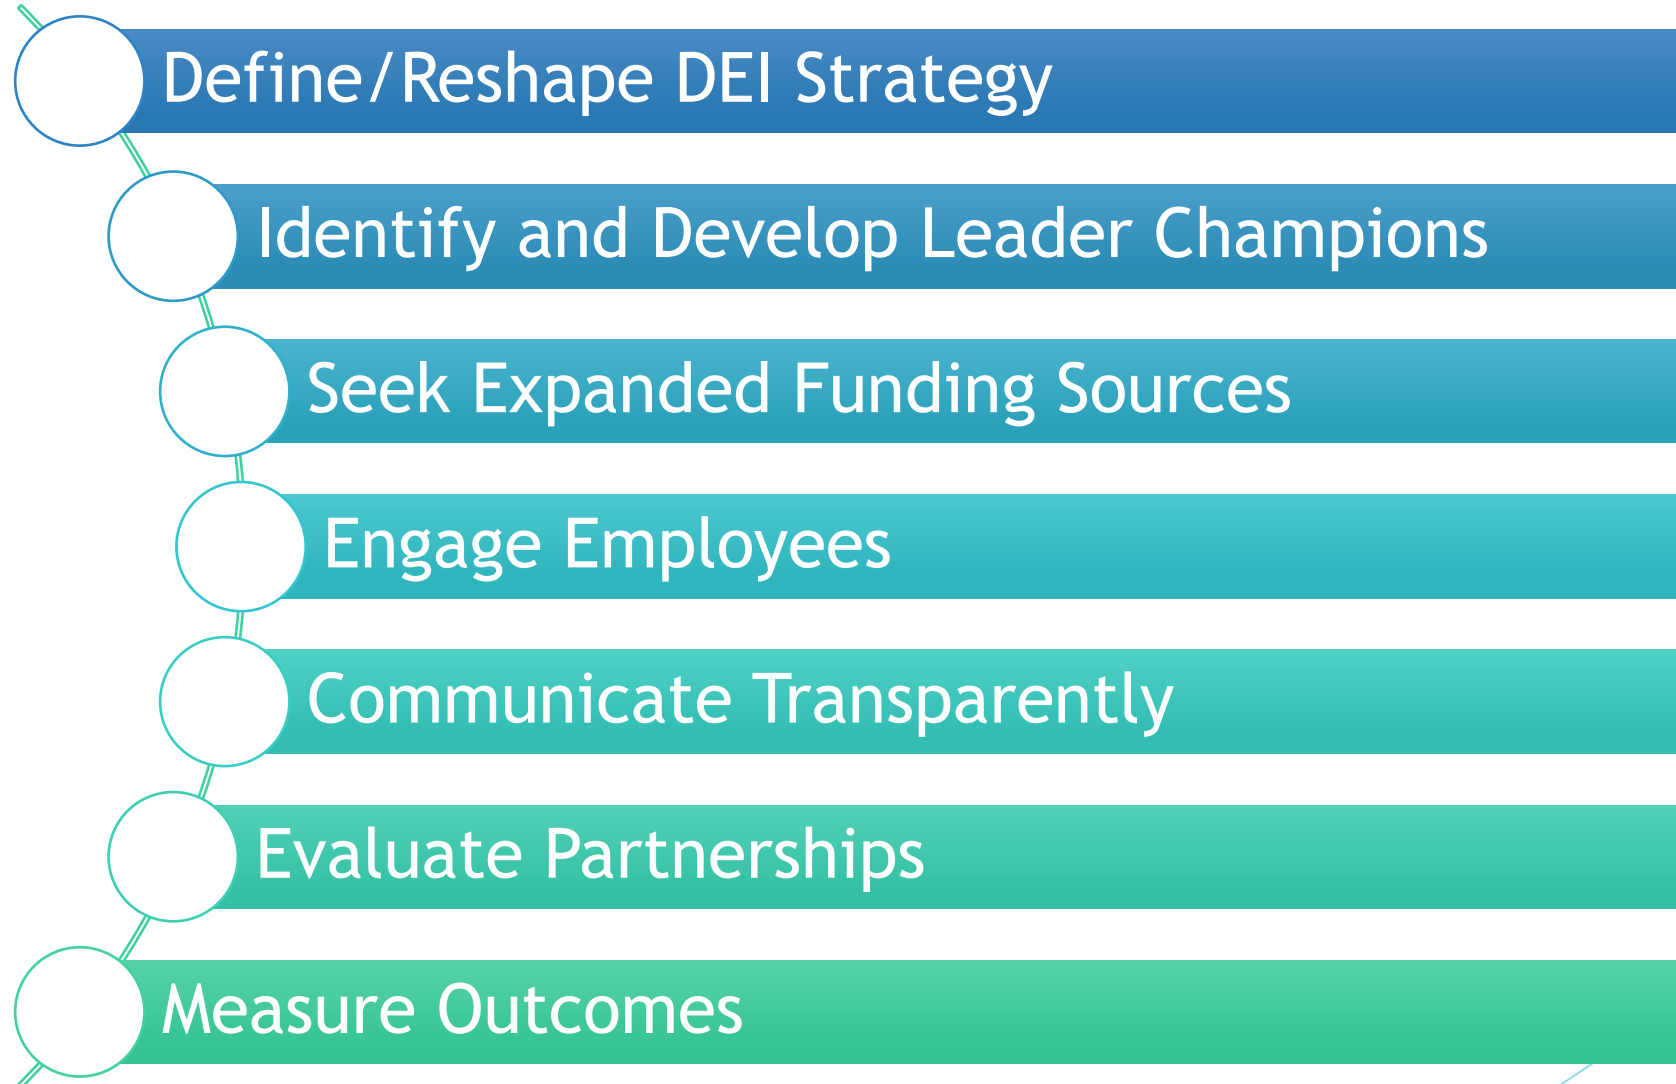 Define/Reshape DEI Strategy
Identify and Develop Leader Champions
Seek Expanded Funding Sources
Engage Employees
Communicate Transparently
Evaluate Partnerships
Measure Outcomes